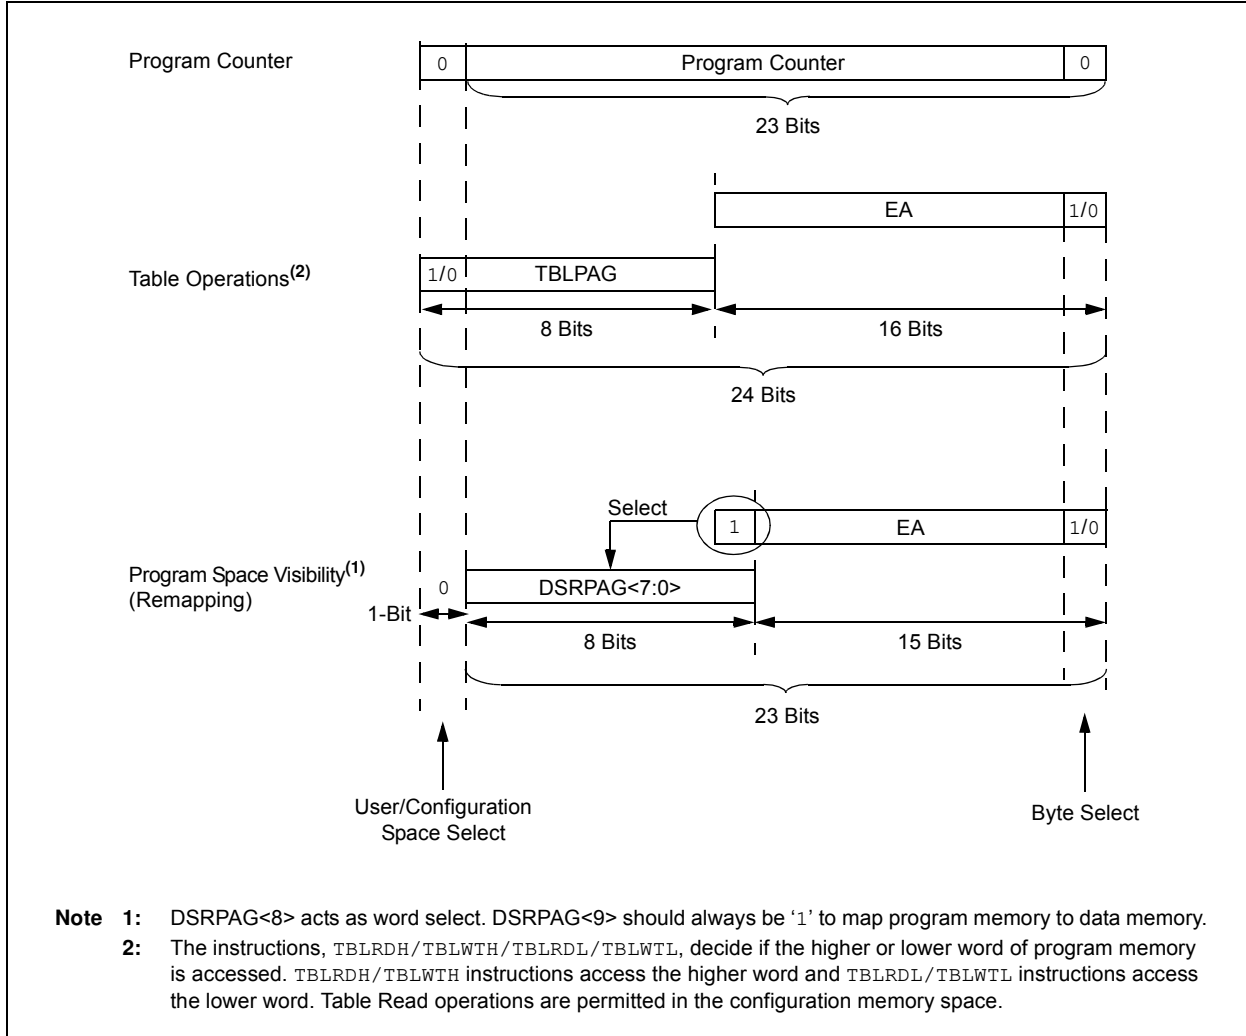 Program Counter
0 Program Counter 0
23 Bits
EA 1/0
Table Operations(2)
1/0 TBLPAG
8 Bits 16 Bits
24 Bits
Select
1 EA 1/0
Program Space Visibility(1)
(Remapping)
0 DSRPAG<7:0>
1-Bit
8 Bits 15 Bits
23 Bits
User/Configuration
Space Select
Byte Select
Note 1: DSRPAG<8> acts as word select. DSRPAG<9> should always be ‘1’ to map program memory to data memory.
2: The instructions, TBLRDH/TBLWTH/TBLRDL/TBLWTL, decide if the higher or lower word of program memory
is accessed. TBLRDH/TBLWTH instructions access the higher word and TBLRDL/TBLWTL instructions access
the lower word. Table Read operations are permitted in the configuration memory space.